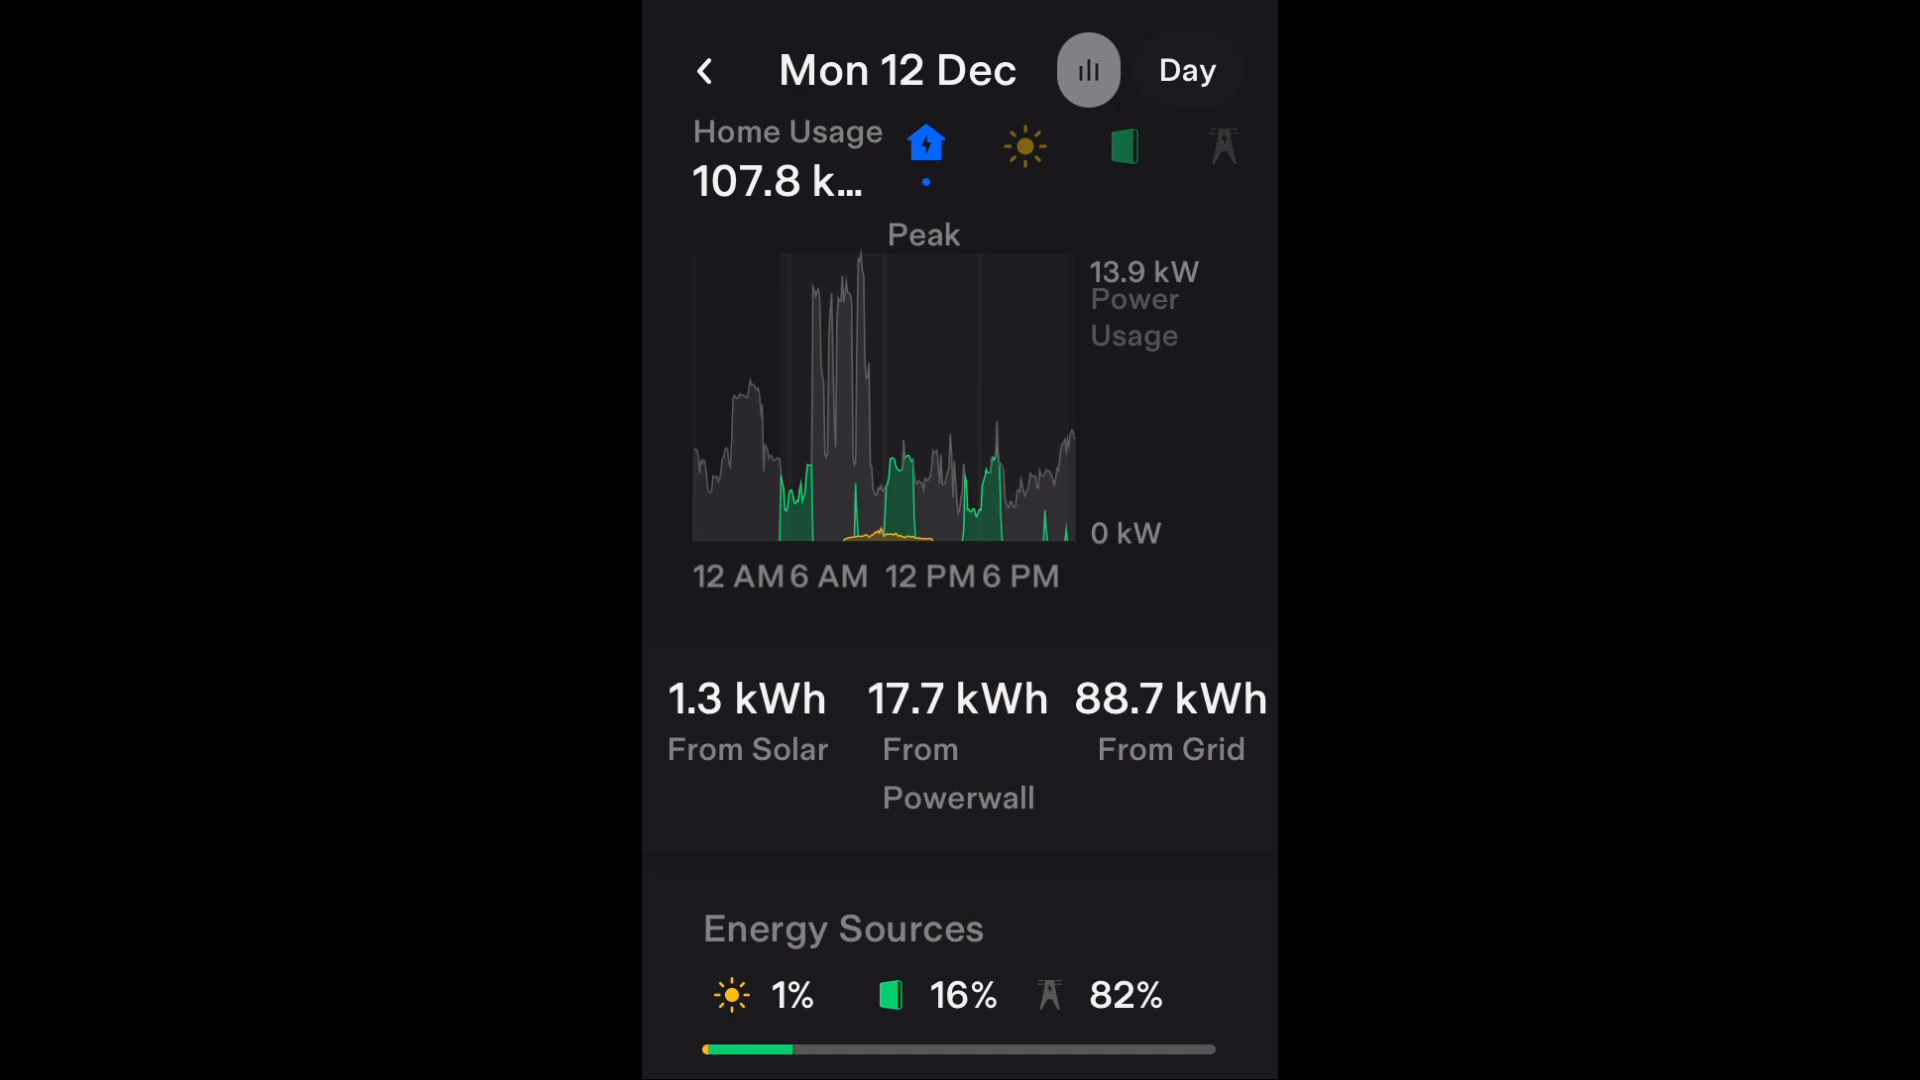 Mon 12 Dec
Day
Home Usage
107.8 k...
Peak
13.9 kW
Power
Usage
0 kW
12 AM 6 AM 12 PM 6 PM
1.3 kWh 17.7 kWh 88.7 kWh
From Solar From From Grid
Powerwall
Energy Sources
1% 16% 82%